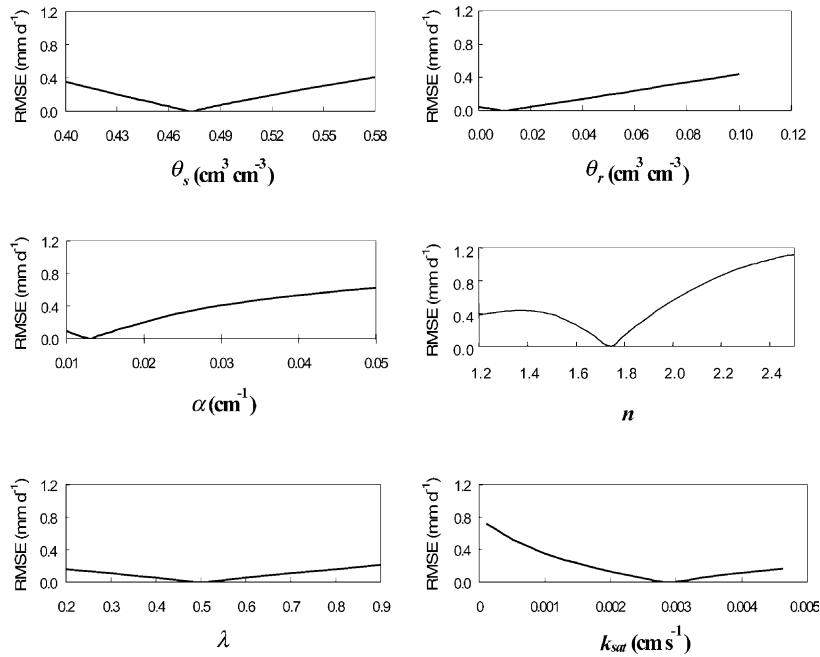 RMSE (mm d⁻¹)
1.2
0.8
0.4
0.0
0.40 0.43 0.46 0.49 0.52 0.55 0.58
θs (cm³ cm⁻³)
RMSE (mm d⁻¹)
1.2
0.8
0.4
0.0
0.00 0.02 0.04 0.06 0.08 0.10 0.12
θr (cm³ cm⁻³)
RMSE (mm d⁻¹)
1.2
0.8
0.4
0.0
0.01 0.02 0.03 0.04 0.05
α (cm⁻¹)
RMSE (mm d⁻¹)
1.2
0.8
0.4
0.0
1.2 1.4 1.6 1.8 2.0 2.2 2.4
n
RMSE (mm d⁻¹)
1.2
0.8
0.4
0.0
0.2 0.3 0.4 0.5 0.6 0.7 0.8 0.9
λ
RMSE (mm d⁻¹)
1.2
0.8
0.4
0.0
0 0.001 0.002 0.003 0.004 0.005
ksat (cm s⁻¹)